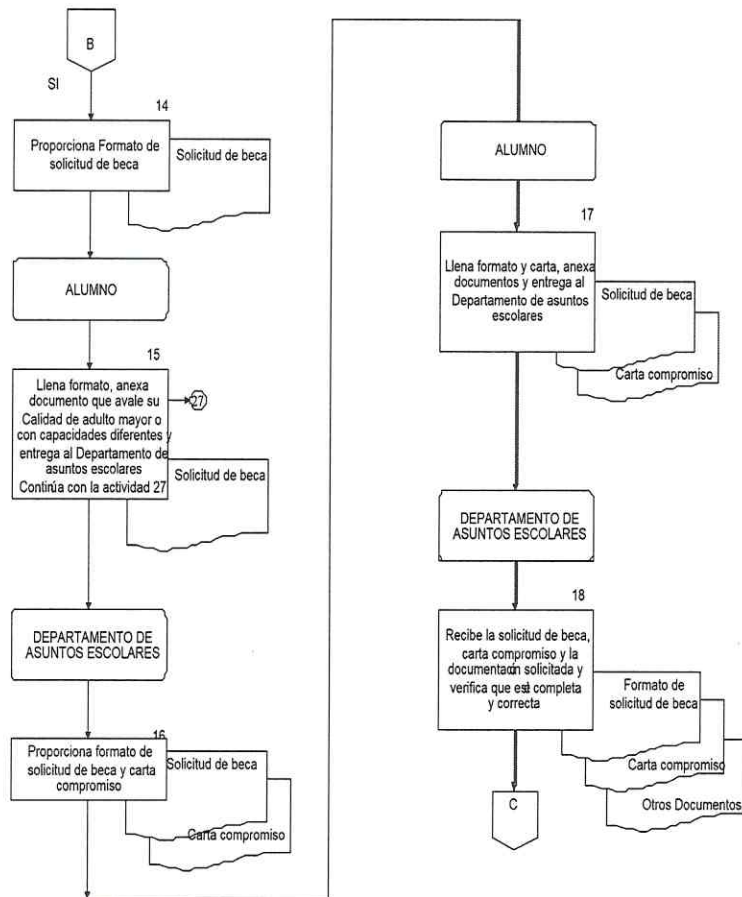 B
SI
14
Proporciona Formato de
solicitud de beca
Solicitud de beca
ALUMNO
15
Llena formato, anexa
documento que avale su
Calidad de adulto mayor o
con capacidades diferentes y
entrega al Departamento de
asuntos escolares
Continúa con la actividad 27
27
Solicitud de beca
DEPARTAMENTO DE
ASUNTOS ESCOLARES
16
Proporciona formato de
solicitud de beca y carta
compromiso
Solicitud de beca
Carta compromiso
ALUMNO
17
Llena formato y carta, anexa
documentos y entrega al
Departamento de asuntos
escolares
Solicitud de beca
Carta compromiso
DEPARTAMENTO DE
ASUNTOS ESCOLARES
18
Recibe la solicitud de beca,
carta compromiso y la
documentación solicitada y
verifica que esté completa
y correcta
Formato de
solicitud de beca
Carta compromiso
Otros Documentos
C